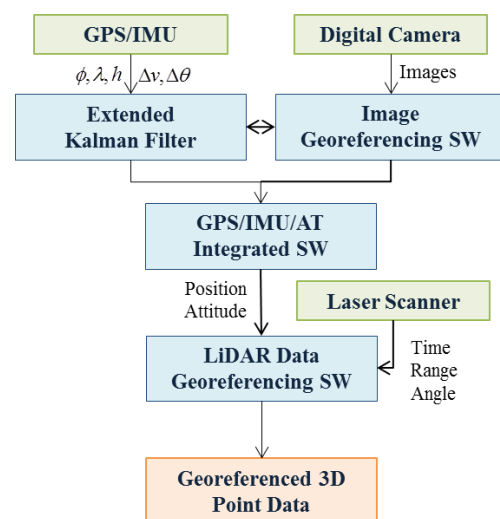 GPS/IMU
Digital Camera
ϕ, λ, h Δv, Δθ
Images
Extended
Kalman Filter
Image
Georeferencing SW
GPS/IMU/AT
Integrated SW
Position
Attitude
Laser Scanner
LiDAR Data
Georeferencing SW
Time
Range
Angle
Georeferenced 3D
Point Data